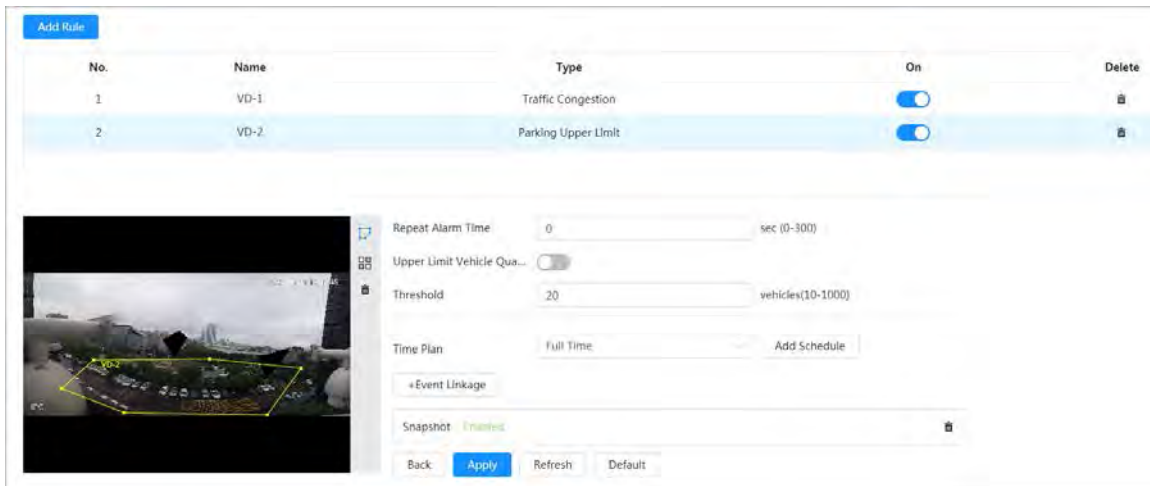 Add Rule
No. Name Type On Delete
1 VD-1 Traffic Congestion
2 VD-2 Parking Upper Limit
Repeat Alarm Time 0 sec (0-300)
Upper Limit Vehicle Qua...
Threshold 20 vehicles(10-1000)
VD-2
Time Plan Full Time Add Schedule
+Event Linkage
Snapshot Enabled
Back Apply Refresh Default